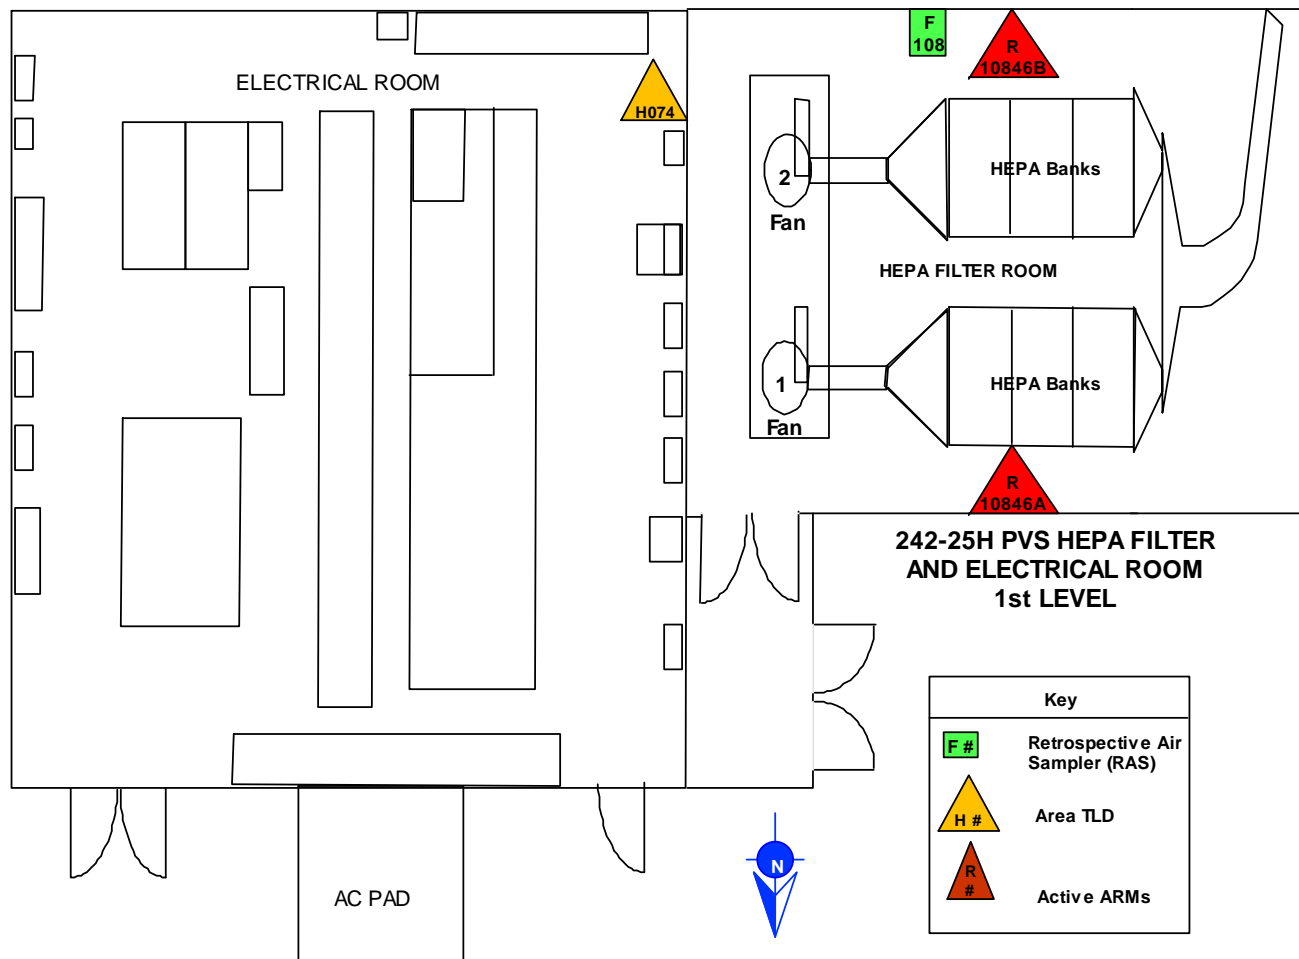 ELECTRICAL ROOM
H074
F
108
R
10846B
2
Fan
HEPA Banks
HEPA FILTER ROOM
1
Fan
HEPA Banks
R
10846A
242-25H PVS HEPA FILTER
AND ELECTRICAL ROOM
1st LEVEL
Key
F #
Retrospective Air
Sampler (RAS)
H #
Area TLD
R
#
Active ARMs
N
AC PAD